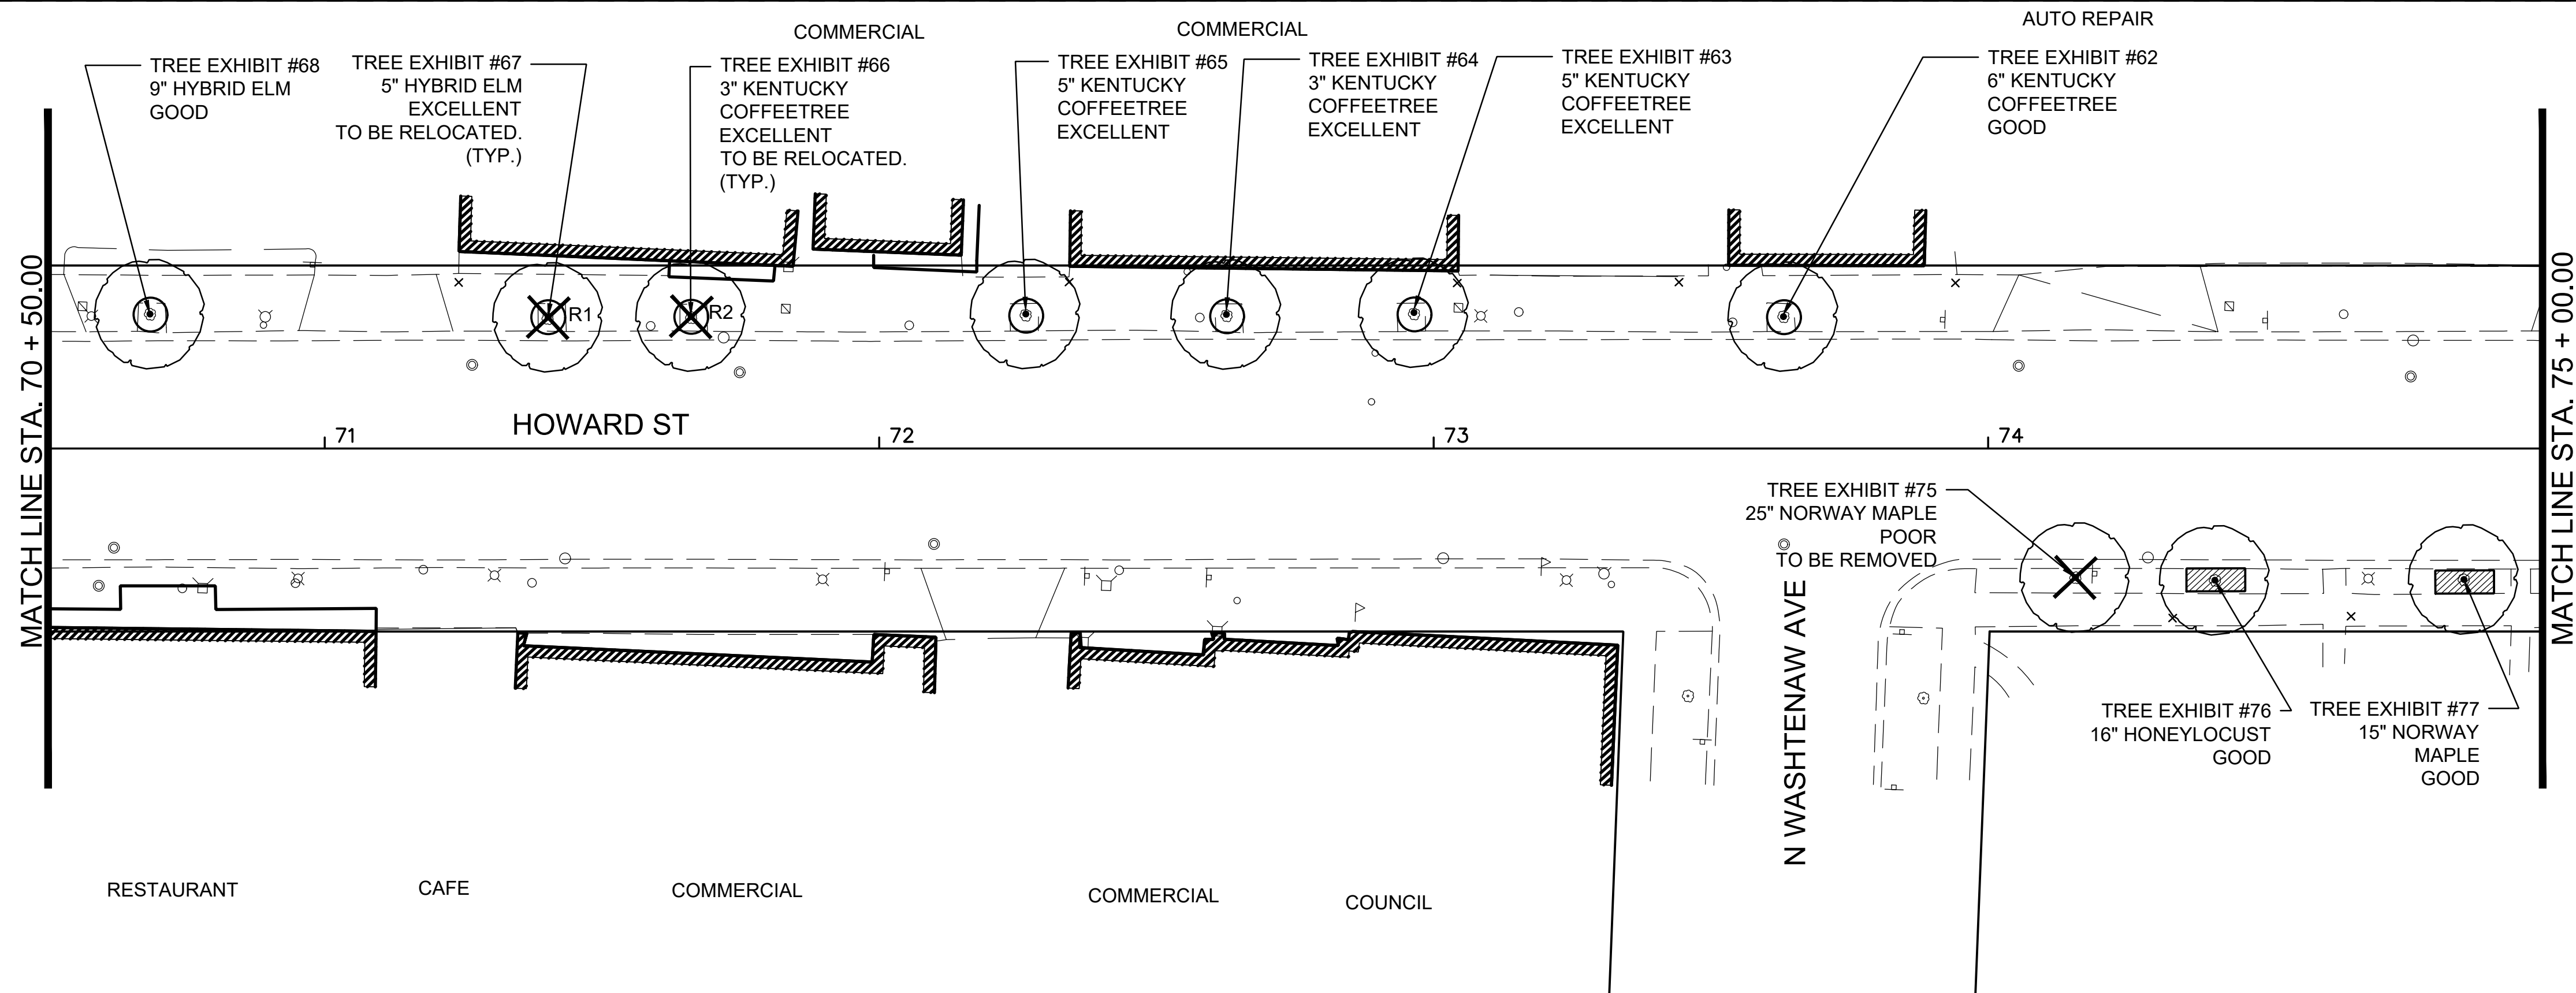 COMMERCIAL
COMMERCIAL
AUTO REPAIR
TREE EXHIBIT #68
9" HYBRID ELM
GOOD
TREE EXHIBIT #67
5" HYBRID ELM
EXCELLENT
TO BE RELOCATED.
(TYP.)
TREE EXHIBIT #66
3" KENTUCKY
COFFEETREE
EXCELLENT
TO BE RELOCATED.
(TYP.)
TREE EXHIBIT #65
5" KENTUCKY
COFFEETREE
EXCELLENT
TREE EXHIBIT #64
3" KENTUCKY
COFFEETREE
EXCELLENT
TREE EXHIBIT #63
5" KENTUCKY
COFFEETREE
EXCELLENT
TREE EXHIBIT #62
6" KENTUCKY
COFFEETREE
GOOD
MATCH LINE STA. 70 + 50.00
R1
R2
HOWARD ST
71
72
73
74
MATCH LINE STA. 75 + 00.00
TREE EXHIBIT #75
25" NORWAY MAPLE
POOR
TO BE REMOVED
N WASHTENAW AVE
TREE EXHIBIT #76
16" HONEYLOCUST
GOOD
TREE EXHIBIT #77
15" NORWAY
MAPLE
GOOD
RESTAURANT
CAFE
COMMERCIAL
COMMERCIAL
COUNCIL